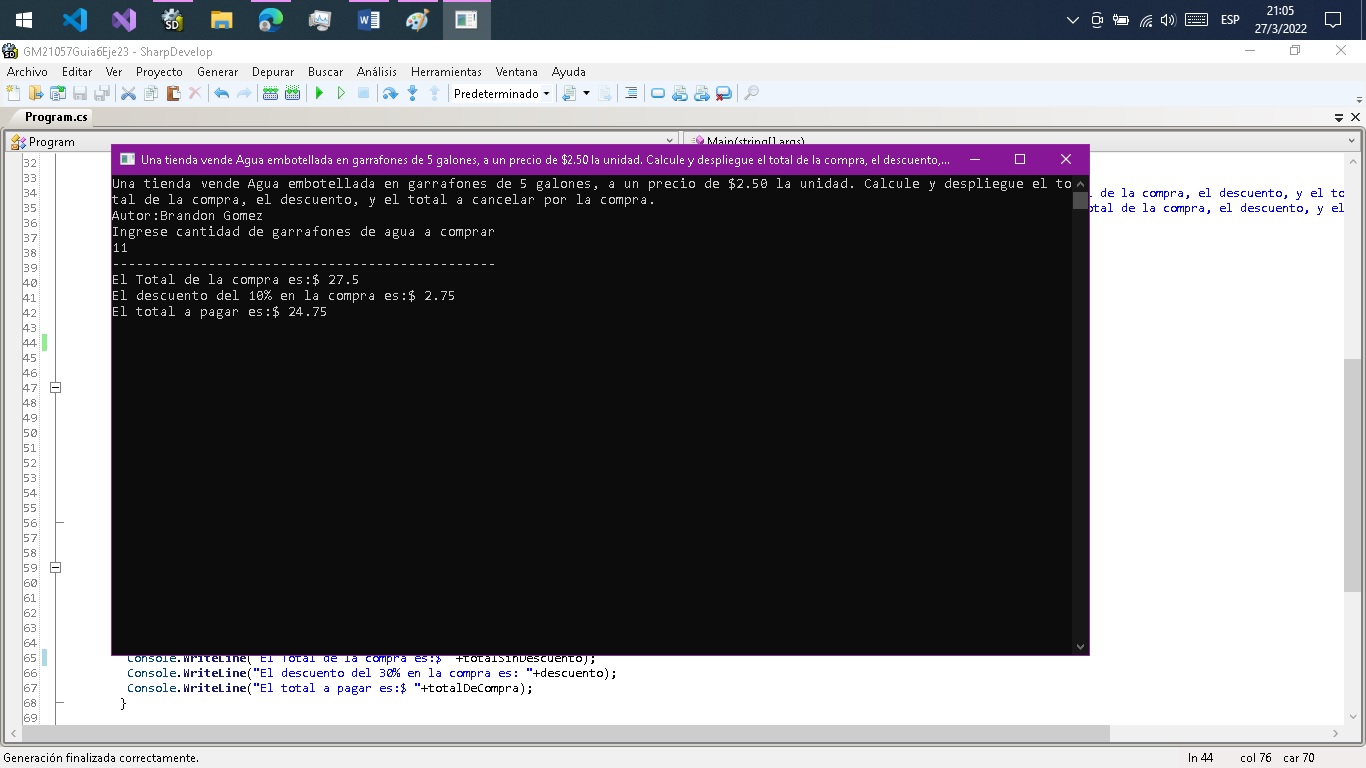 ESP
21:05
27/3/2022
GM21057Guia6Eje23 - SharpDevelop
Archivo Editar Ver Proyecto Generar Depurar Buscar Análisis Herramientas Ventana Ayuda
Predeterminado
Program.cs
Program
Main(string[] args)
Una tienda vende Agua embotellada en garrafones de 5 galones, a un precio de $2.50 la unidad. Calcule y despliegue el total de la compra, el descuento,...
Una tienda vende Agua embotellada en garrafones de 5 galones, a un precio de $2.50 la unidad. Calcule y despliegue el to
tal de la compra, el descuento, y el total a cancelar por la compra.
Autor:Brandon Gomez
Ingrese cantidad de garrafones de agua a comprar
11
------------------------------------------------
El Total de la compra es:$ 27.5
El descuento del 10% en la compra es:$ 2.75
El total a pagar es:$ 24.75
32
33
34 de la compra, el descuento, y el to
35 otal de la compra, el descuento, y el
36
37
38
39
40
41
42
43
44
45
46
47
48
49
50
51
52
53
54
55
56
57
58
59
60
61
62
63
64
65 Console.WriteLine("El Total de la compra es:$ "+totalSinDescuento);
66 Console.WriteLine("El descuento del 30% en la compra es: "+descuento);
67 Console.WriteLine("El total a pagar es:$ "+totalDeCompra);
68 }
69
Generación finalizada correctamente.
ln 44 col 76 car 70